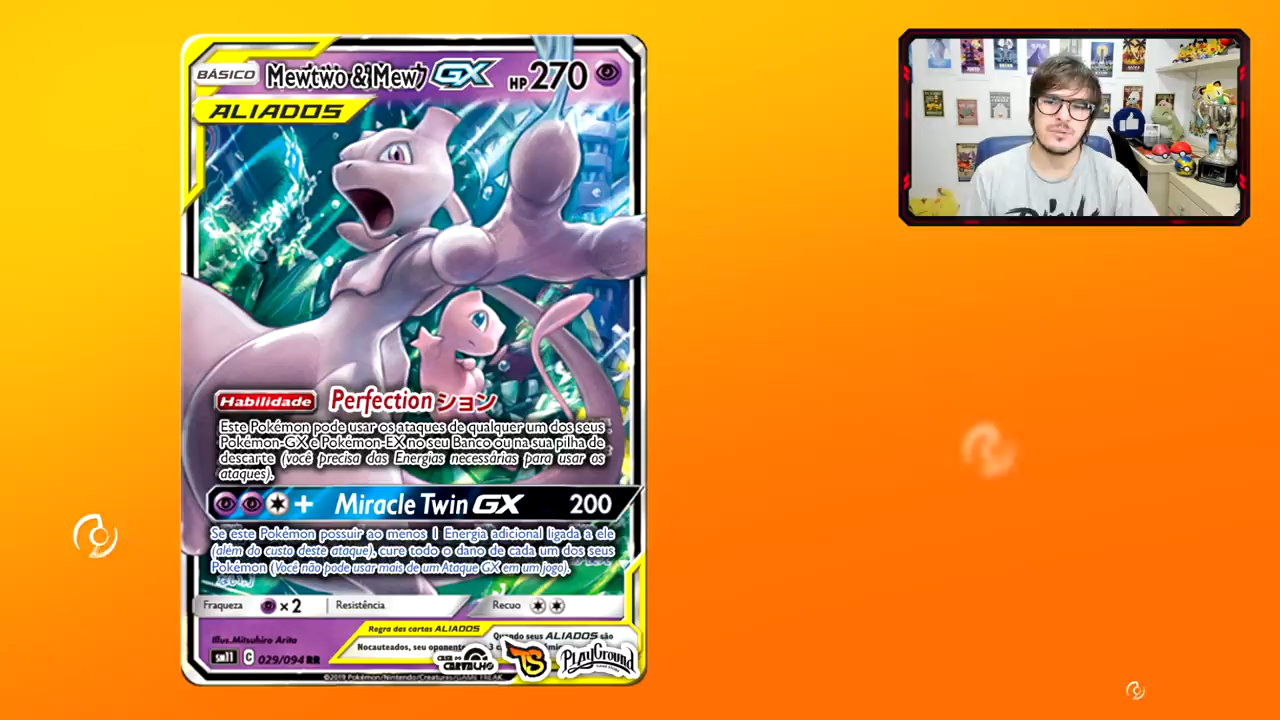 BÁSICO Mewtwo & Mew GX HP 270
ALIADOS
Habilidade Perfectionション
Este Pokémon pode usar os ataques de qualquer um dos seus
Pokémon-GX e Pokémon-EX no seu Banco ou na sua pilha de
descarte (você precisa das Energias necessárias para usar os
ataques).
+ Miracle Twin GX 200
Se este Pokémon possuir ao menos 1 Energia adicional ligada a ele
(além do custo deste ataque), cure todo o dano de cada um dos seus
Pokémon (Você não pode usar mais de um Ataque GX em um jogo).
Fraqueza ×2 Resistência Recuo
Regra das cartas ALIADOS
Quando seus ALIADOS são
Nocauteados, seu oponente 3
Illus.Mitsuhiro Arita
sm11 C 029/094 RR
CARVALHO TS PLAYGROUND
©2019 Pokémon/Nintendo/Creatures/GAME FREAK.